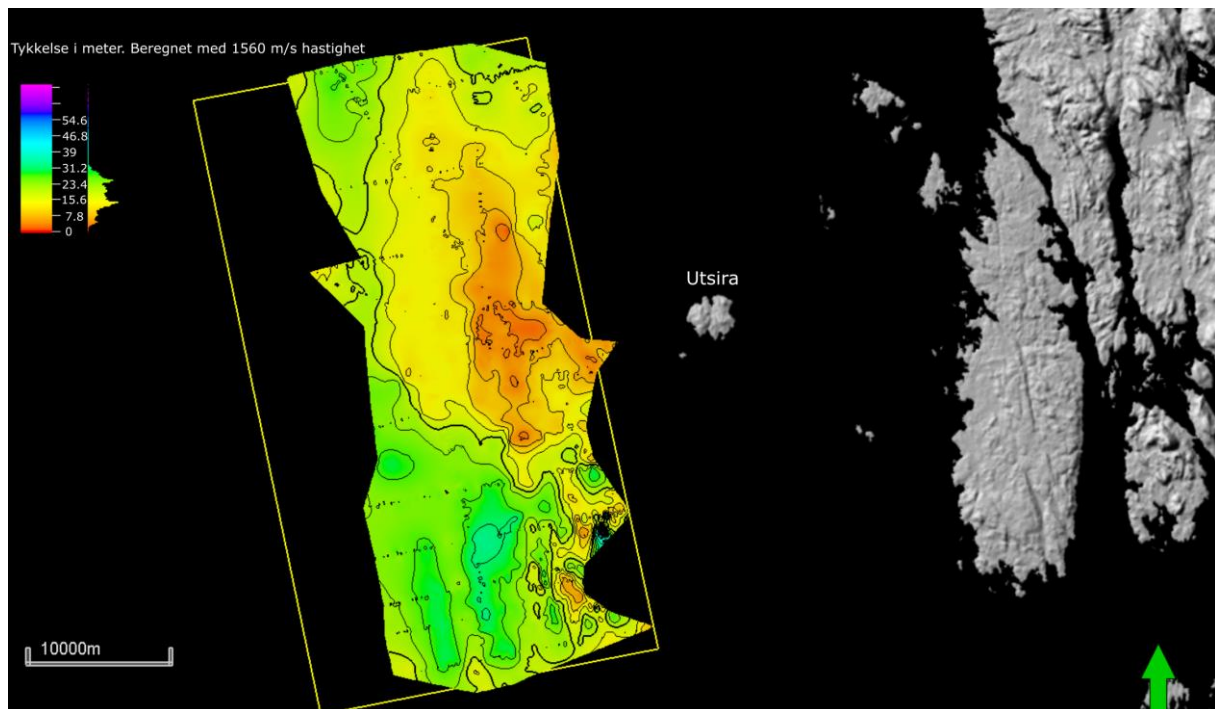 Tykkelse i meter. Beregnet med 1560 m/s hastighet
54.6
46.8
39
31.2
23.4
15.6
7.8
0
Utsira
10000m